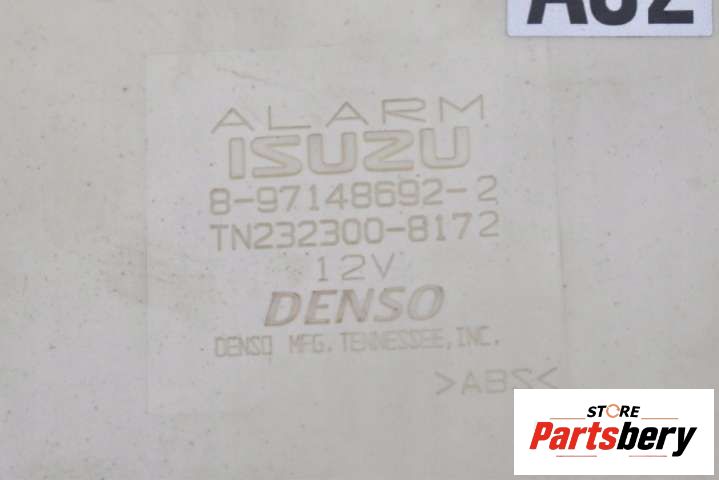 ALARM
ISUZU
8-97148692-2
TN232300-8172
12V
DENSO
DENSO MFG. TENNESSEE, INC.
>ABS<
STORE
Partsbery